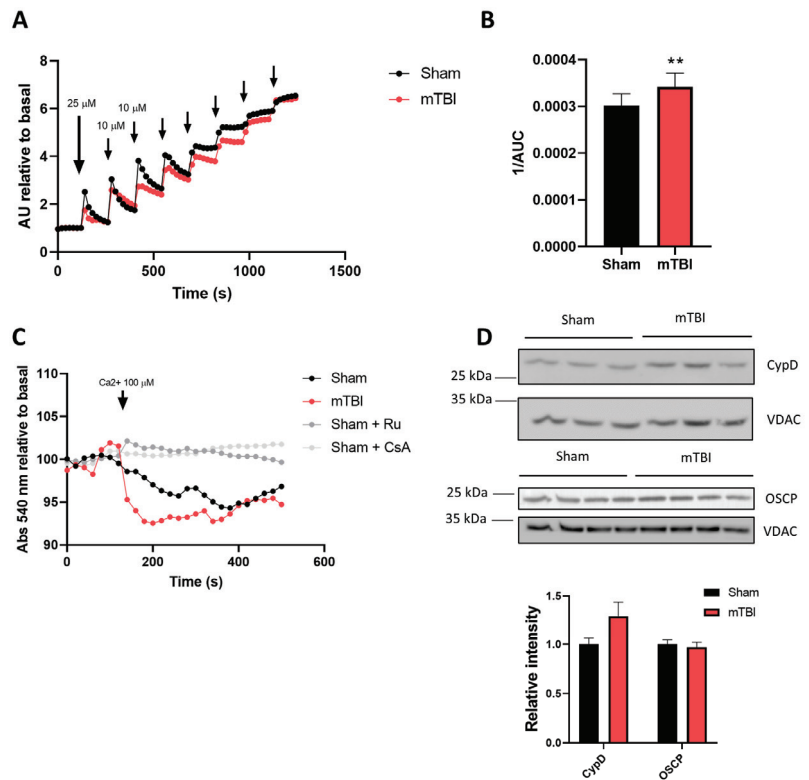 A
AU relative to basal
8
6
4
2
0
25 µM
10 µM
10 µM
0
500
1000
1500
Time (s)
Sham
mTBI
B
**
1/AUC
0.0004
0.0003
0.0002
0.0001
0.0000
Sham
mTBI
C
Abs 540 nm relative to basal
110
105
100
95
90
Ca2+ 100 µM
0
200
400
600
Time (s)
Sham
mTBI
Sham + Ru
Sham + CsA
D
Sham
mTBI
25 kDa
CypD
35 kDa
VDAC
Sham
mTBI
25 kDa
OSCP
35 kDa
VDAC
Relative intensity
1.5
1.0
0.5
0.0
CypD
OSCP
Sham
mTBI